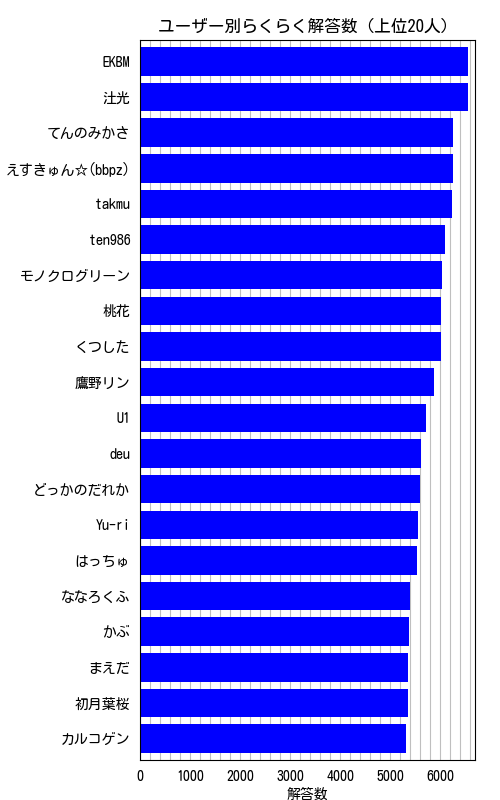 ユーザー別らくらく解答数（上位20人）
EKBM
汢光
てんのみかさ
えすきゅん☆(bbpz)
takmu
ten986
モノクログリーン
桃花
くつした
鷹野リン
U1
deu
どっかのだれか
Yu-ri
はっちゅ
ななろくふ
かぶ
まえだ
初月葉桜
カルコゲン
0 1000 2000 3000 4000 5000 6000
解答数